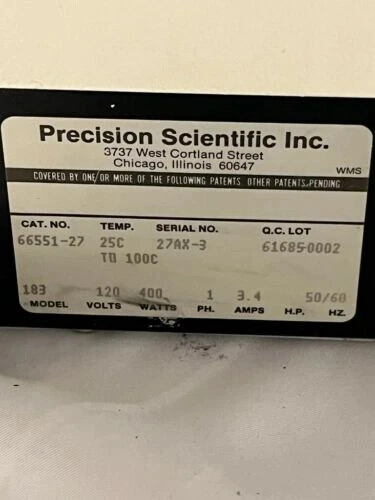 Precision Scientific Inc.
3737 West Cortland Street
Chicago, Illinois 60647
WMS
COVERED BY ONE/OR MORE OF THE FOLLOWING PATENTS OTHER PATENTS PENDING
CAT. NO. TEMP. SERIAL NO. Q.C. LOT
66551-27 25C 27AX-3 616850002
TO 100C
183 120 400 1 3.4 50/60
MODEL VOLTS WATTS PH. AMPS H.P. HZ.